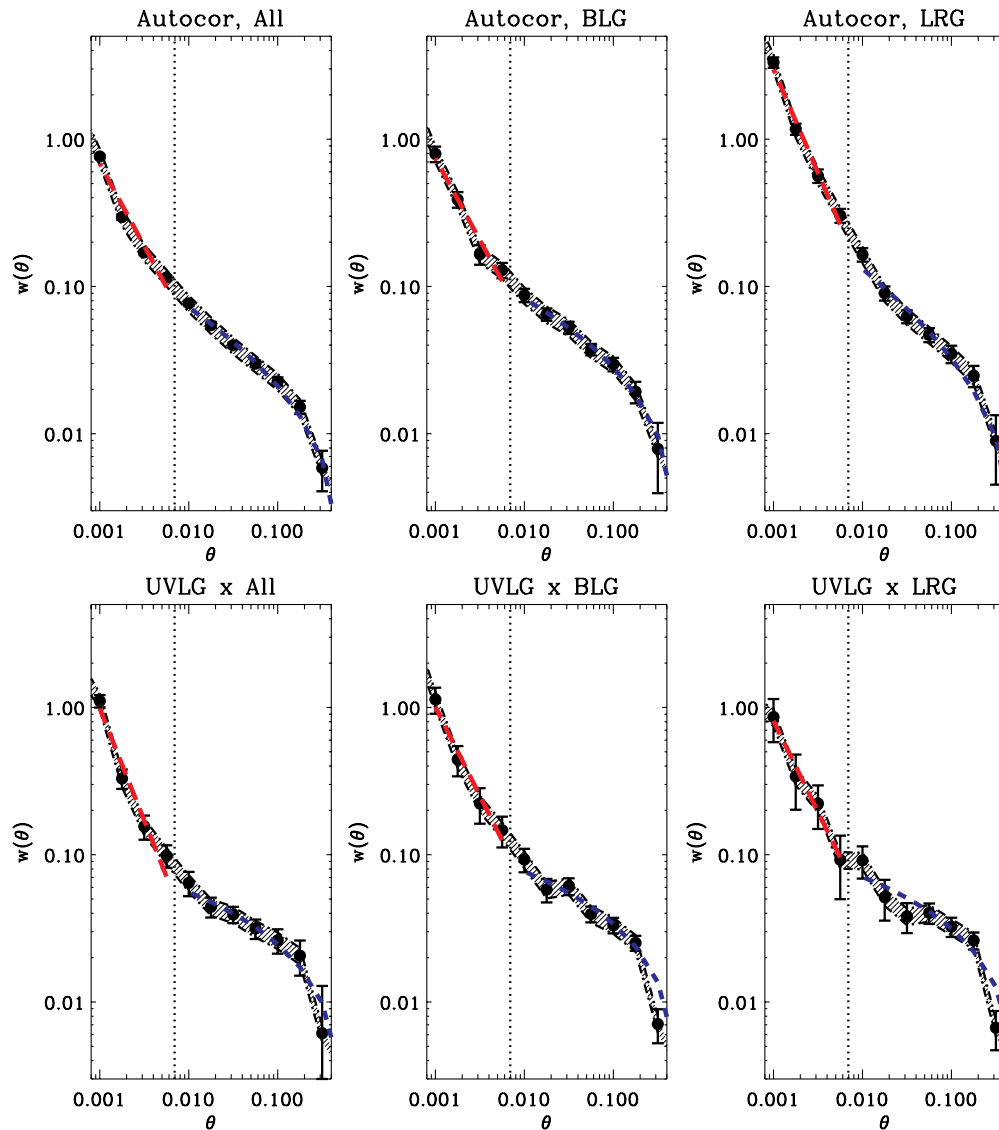 Autocor, All
Autocor, BLG
Autocor, LRG
w(θ)
1.00
0.10
0.01
0.001
0.010
0.100
θ
w(θ)
1.00
0.10
0.01
0.001
0.010
0.100
θ
w(θ)
1.00
0.10
0.01
0.001
0.010
0.100
θ
UVLG x All
UVLG x BLG
UVLG x LRG
w(θ)
1.00
0.10
0.01
0.001
0.010
0.100
θ
w(θ)
1.00
0.10
0.01
0.001
0.010
0.100
θ
w(θ)
1.00
0.10
0.01
0.001
0.010
0.100
θ